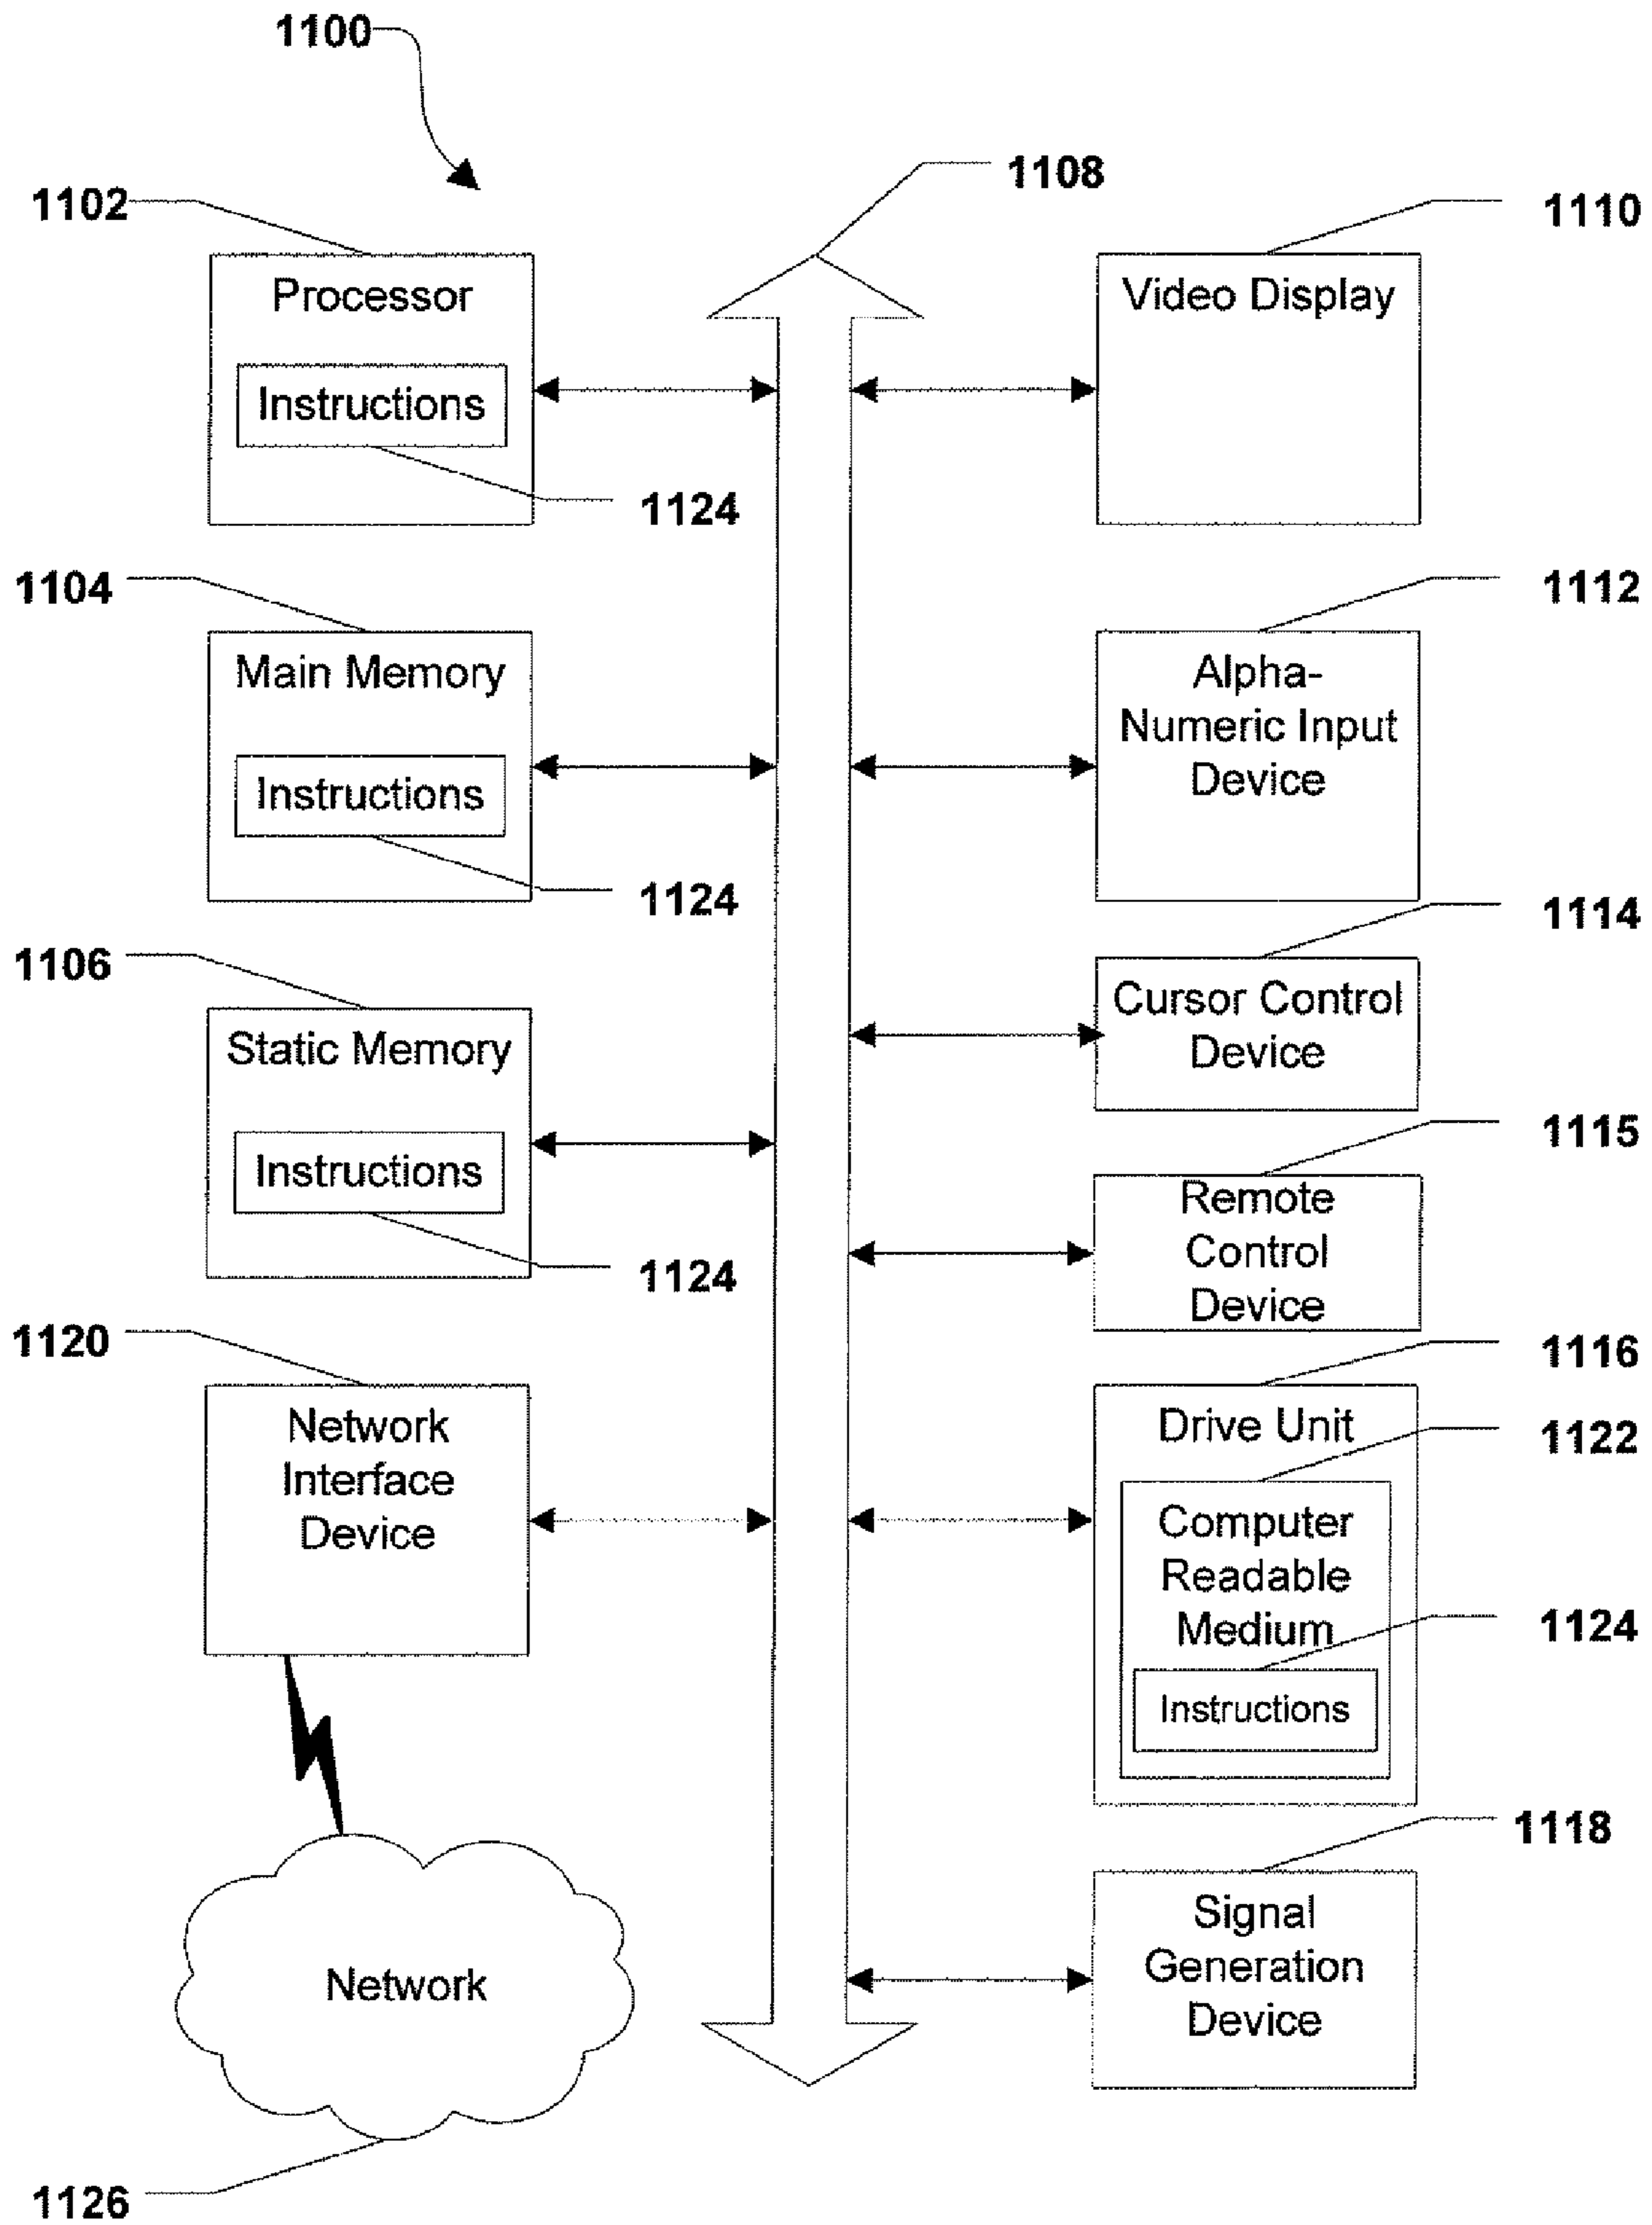 1100
1108
1102
1110
Processor
Instructions
1124
Video Display
1104
1112
Main Memory
Instructions
1124
Alpha-
Numeric Input
Device
1106
1114
Static Memory
Instructions
1124
Cursor Control
Device
1115
Remote
Control
Device
1120
1116
Network
Interface
Device
Drive Unit
1122
Computer
Readable
Medium
1124
Instructions
1118
Signal
Generation
Device
Network
1126